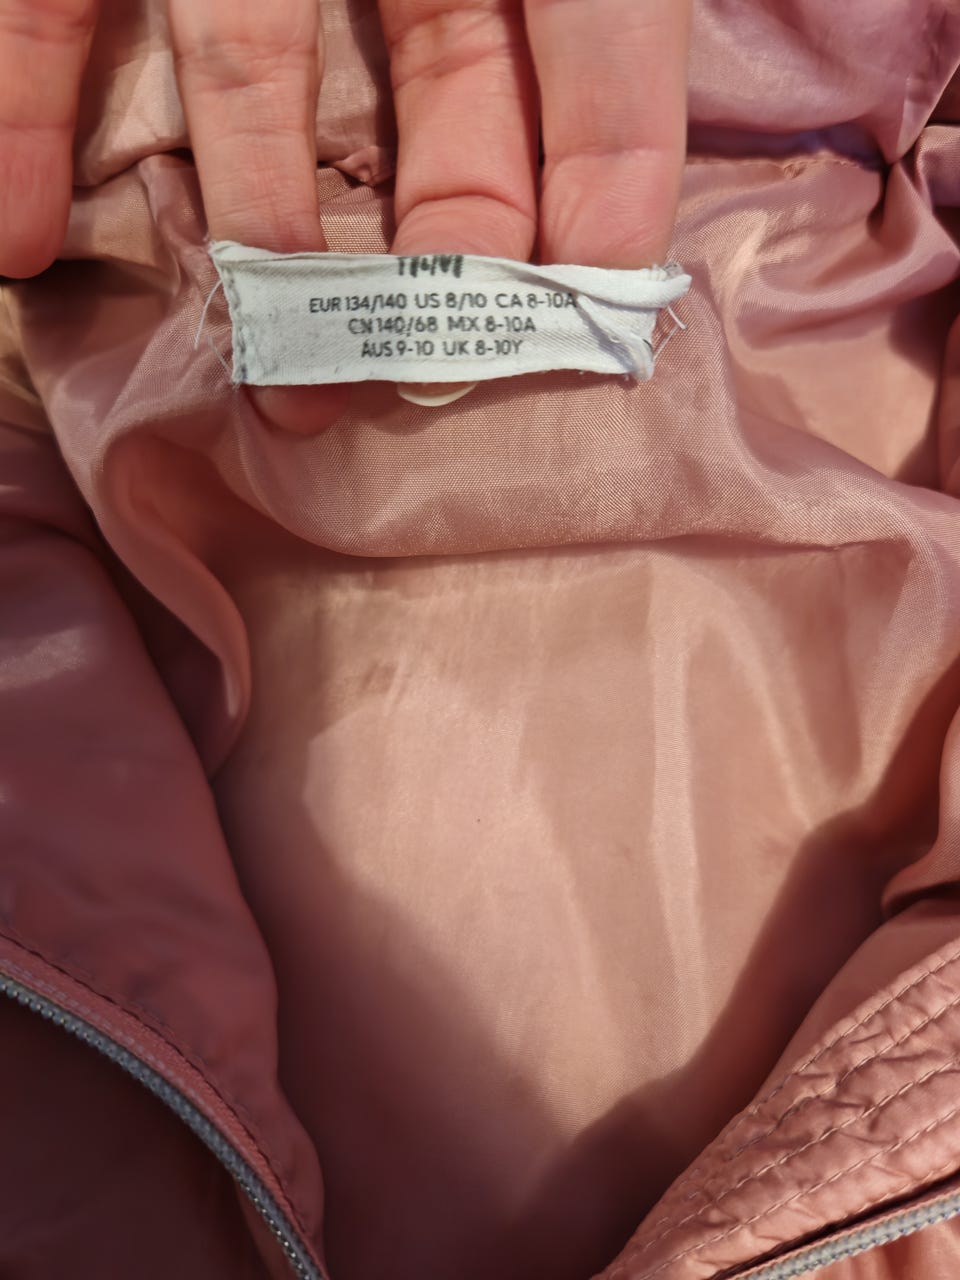 H&M
EUR 134/140 US 8/10 CA 8-10A
CN 140/68 MX 8-10A
AUS 9-10 UK 8-10Y